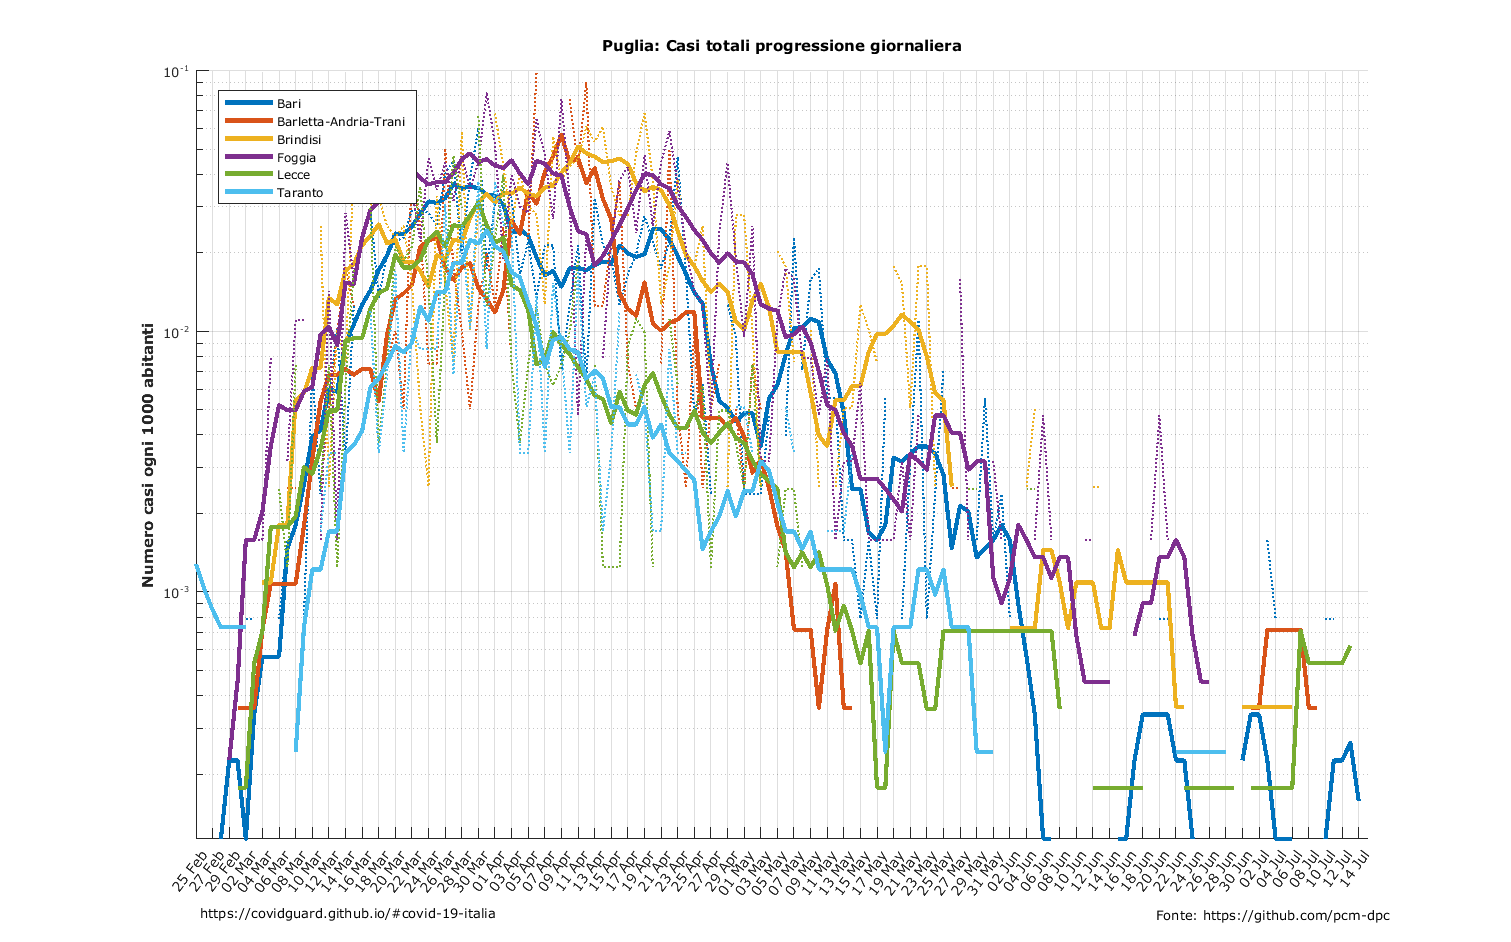 Puglia: Casi totali progressione giornaliera
10-1
10-2
10-3
Numero casi ogni 1000 abitanti
Bari
Barletta-Andria-Trani
Brindisi
Foggia
Lecce
Taranto
25 Feb
27 Feb
29 Feb
02 Mar
04 Mar
06 Mar
08 Mar
10 Mar
12 Mar
14 Mar
16 Mar
18 Mar
20 Mar
22 Mar
24 Mar
26 Mar
28 Mar
30 Mar
01 Apr
03 Apr
05 Apr
07 Apr
09 Apr
11 Apr
13 Apr
15 Apr
17 Apr
19 Apr
21 Apr
23 Apr
25 Apr
27 Apr
29 Apr
01 May
03 May
05 May
07 May
09 May
11 May
13 May
15 May
17 May
19 May
21 May
23 May
25 May
27 May
29 May
31 May
02 Jun
04 Jun
06 Jun
08 Jun
10 Jun
12 Jun
14 Jun
16 Jun
18 Jun
20 Jun
22 Jun
24 Jun
26 Jun
28 Jun
30 Jun
02 Jul
04 Jul
06 Jul
08 Jul
10 Jul
12 Jul
14 Jul
https://covidguard.github.io/#covid-19-italia
Fonte: https://github.com/pcm-dpc